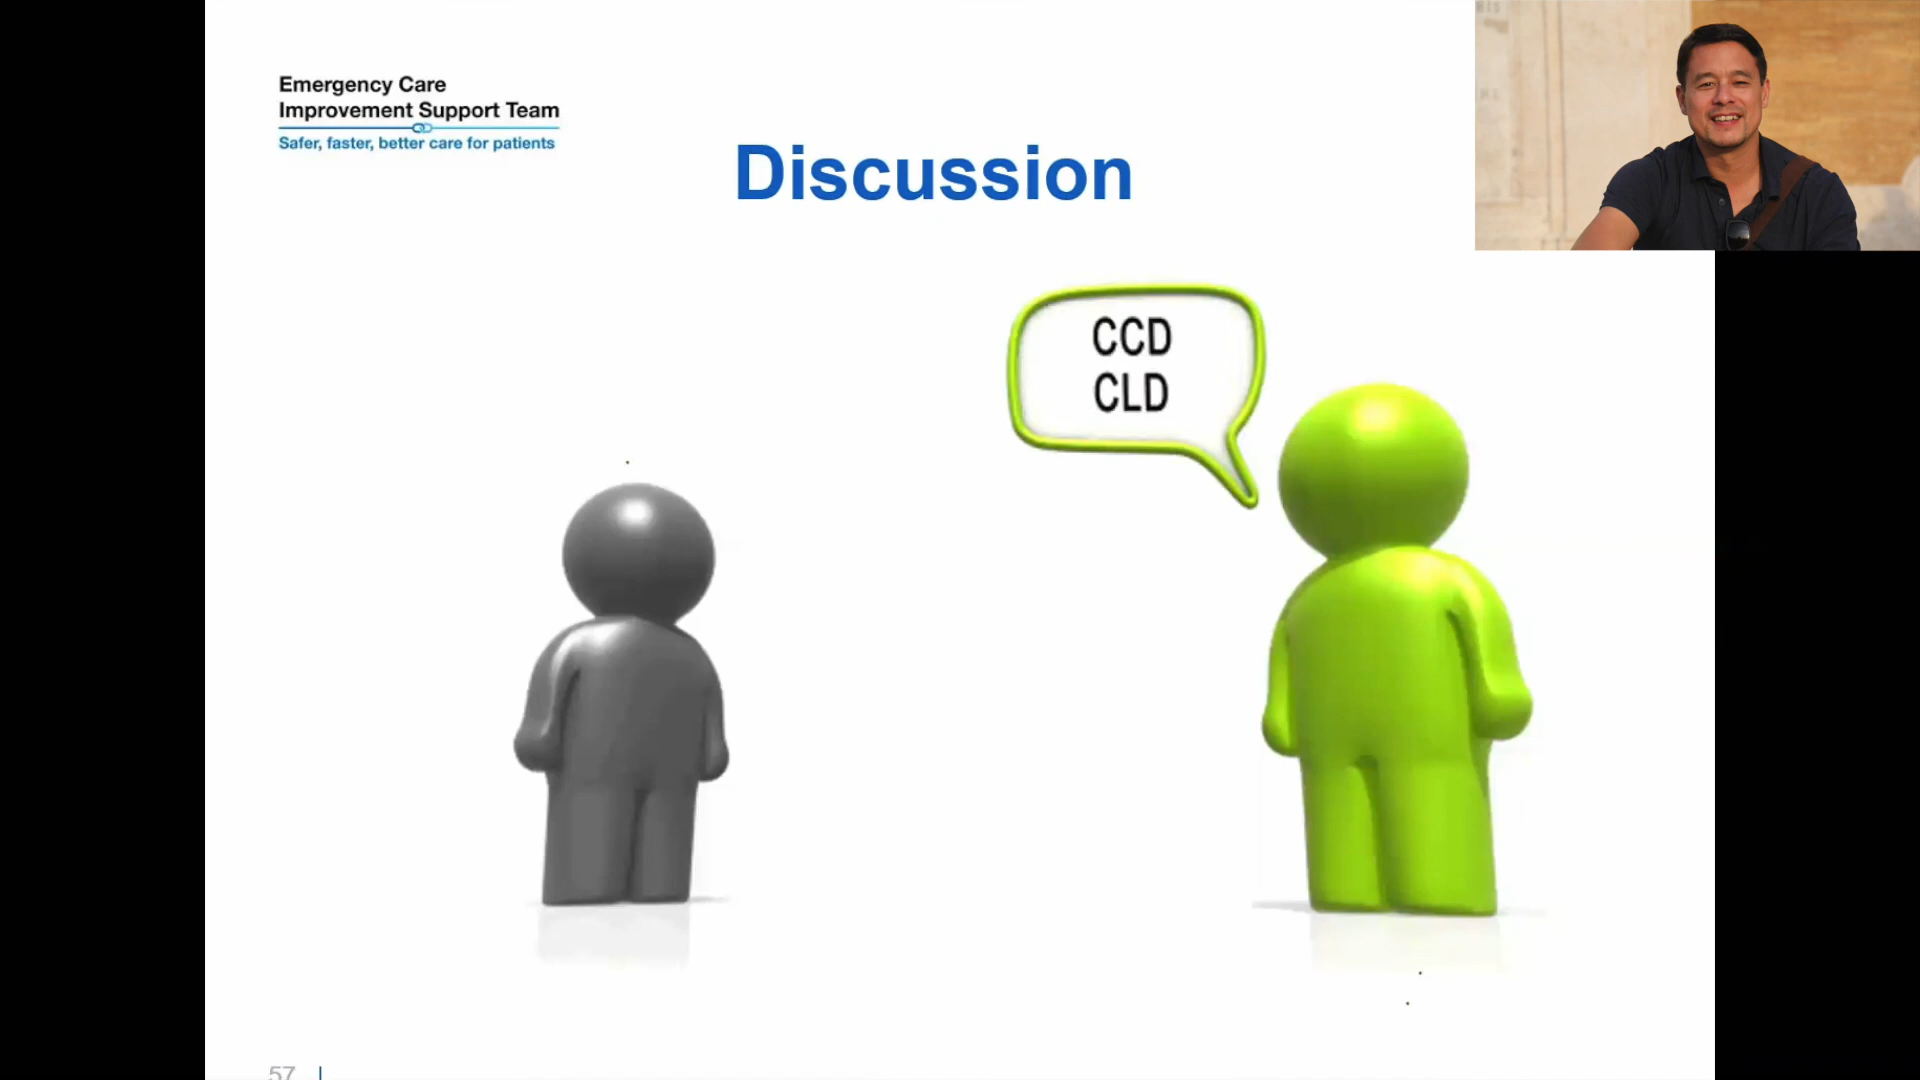 Emergency Care
Improvement Support Team
Safer, faster, better care for patients
Discussion
CCD
CLD
57